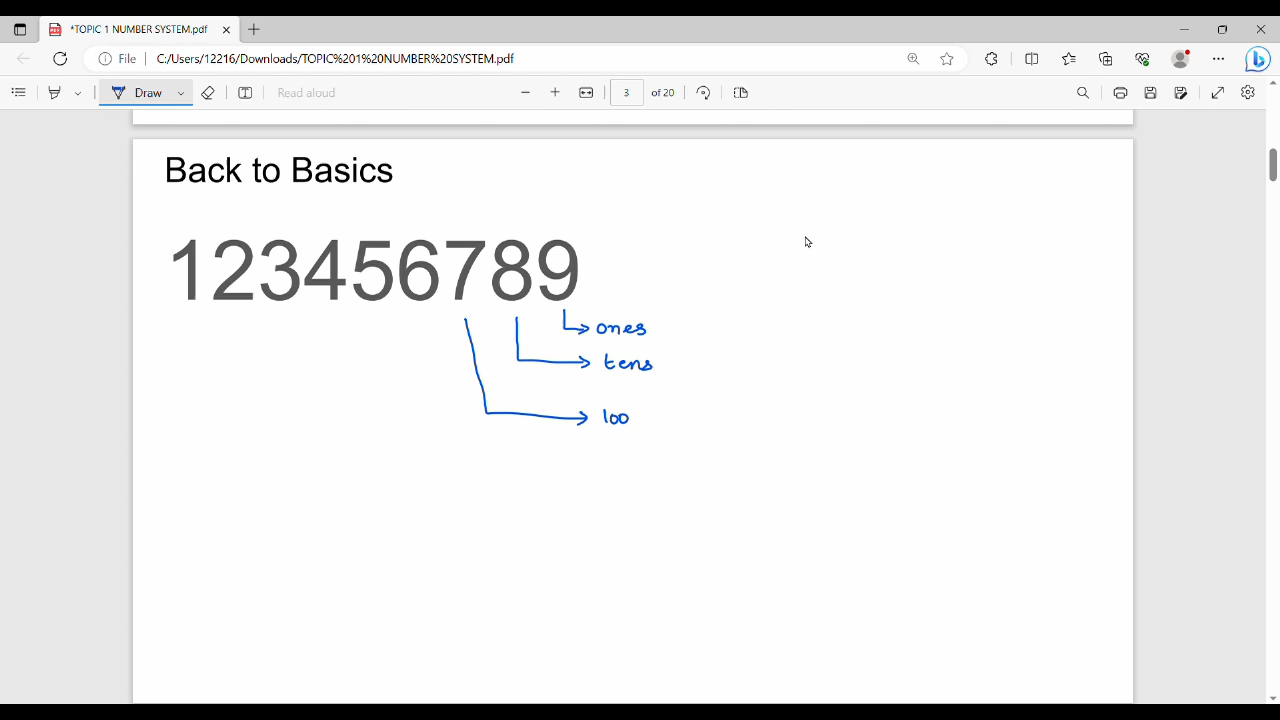 *TOPIC 1 NUMBER SYSTEM.pdf
File C:/Users/12216/Downloads/TOPIC%201%20NUMBER%20SYSTEM.pdf
Draw Read aloud 3 of 20
Back to Basics
123456789
ones
tens
100